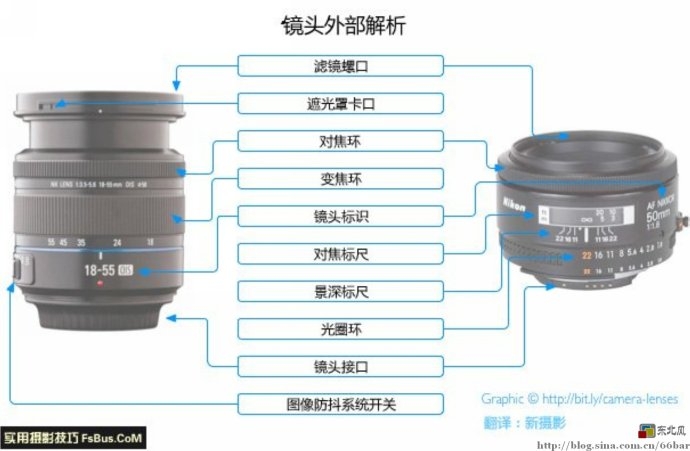 镜头外部解析
滤镜螺口
遮光罩卡口
对焦环
变焦环
镜头标识
对焦标尺
景深标尺
光圈环
镜头接口
图像防抖系统开关
NX LENS 1:3.5-5.6 18-55mm OIS
55 45 35 24 18
18-55 OIS
Nikon
AF NIKKOR
50mm
1:1.8
22 16 11 11 16 22
22 16 11 8 5.6 4 2.8 1.8
Graphic © http://bit.ly/camera-lenses
翻译：新摄影
实用摄影技巧 FsBus.CoM
东北瓜
http://blog.sina.com.cn/66bar